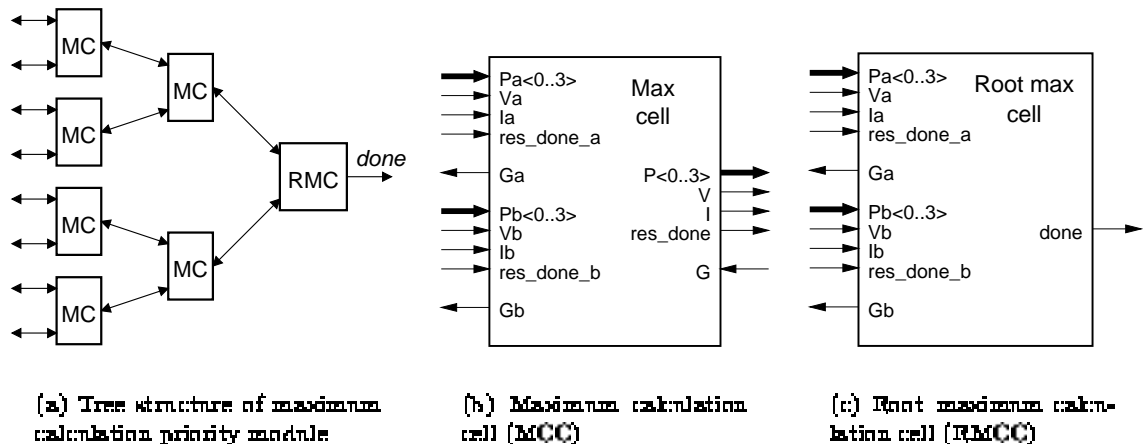 MC
MC
MC
MC
MC
MC
RMC
done
(a) Tree structure of maximum
calculation priority module
Pa<0..3>
Va
Ia
res_done_a
Ga
Pb<0..3>
Vb
Ib
res_done_b
Gb
Max
cell
P<0..3>
V
I
res_done
G
(b) Maximum calculation
cell (MCC)
Pa<0..3>
Va
Ia
res_done_a
Ga
Pb<0..3>
Vb
Ib
res_done_b
Gb
Root max
cell
done
(c) Root maximum calcu-
lation cell (RMCC)